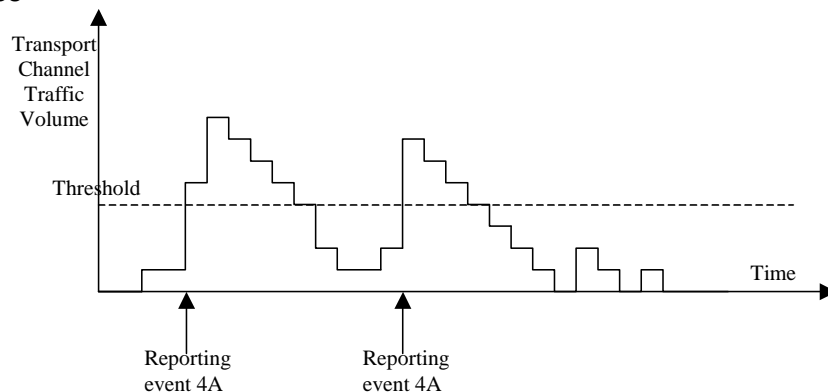 Transport
Channel
Traffic
Volume
Threshold
Time
Reporting
event 4A
Reporting
event 4A